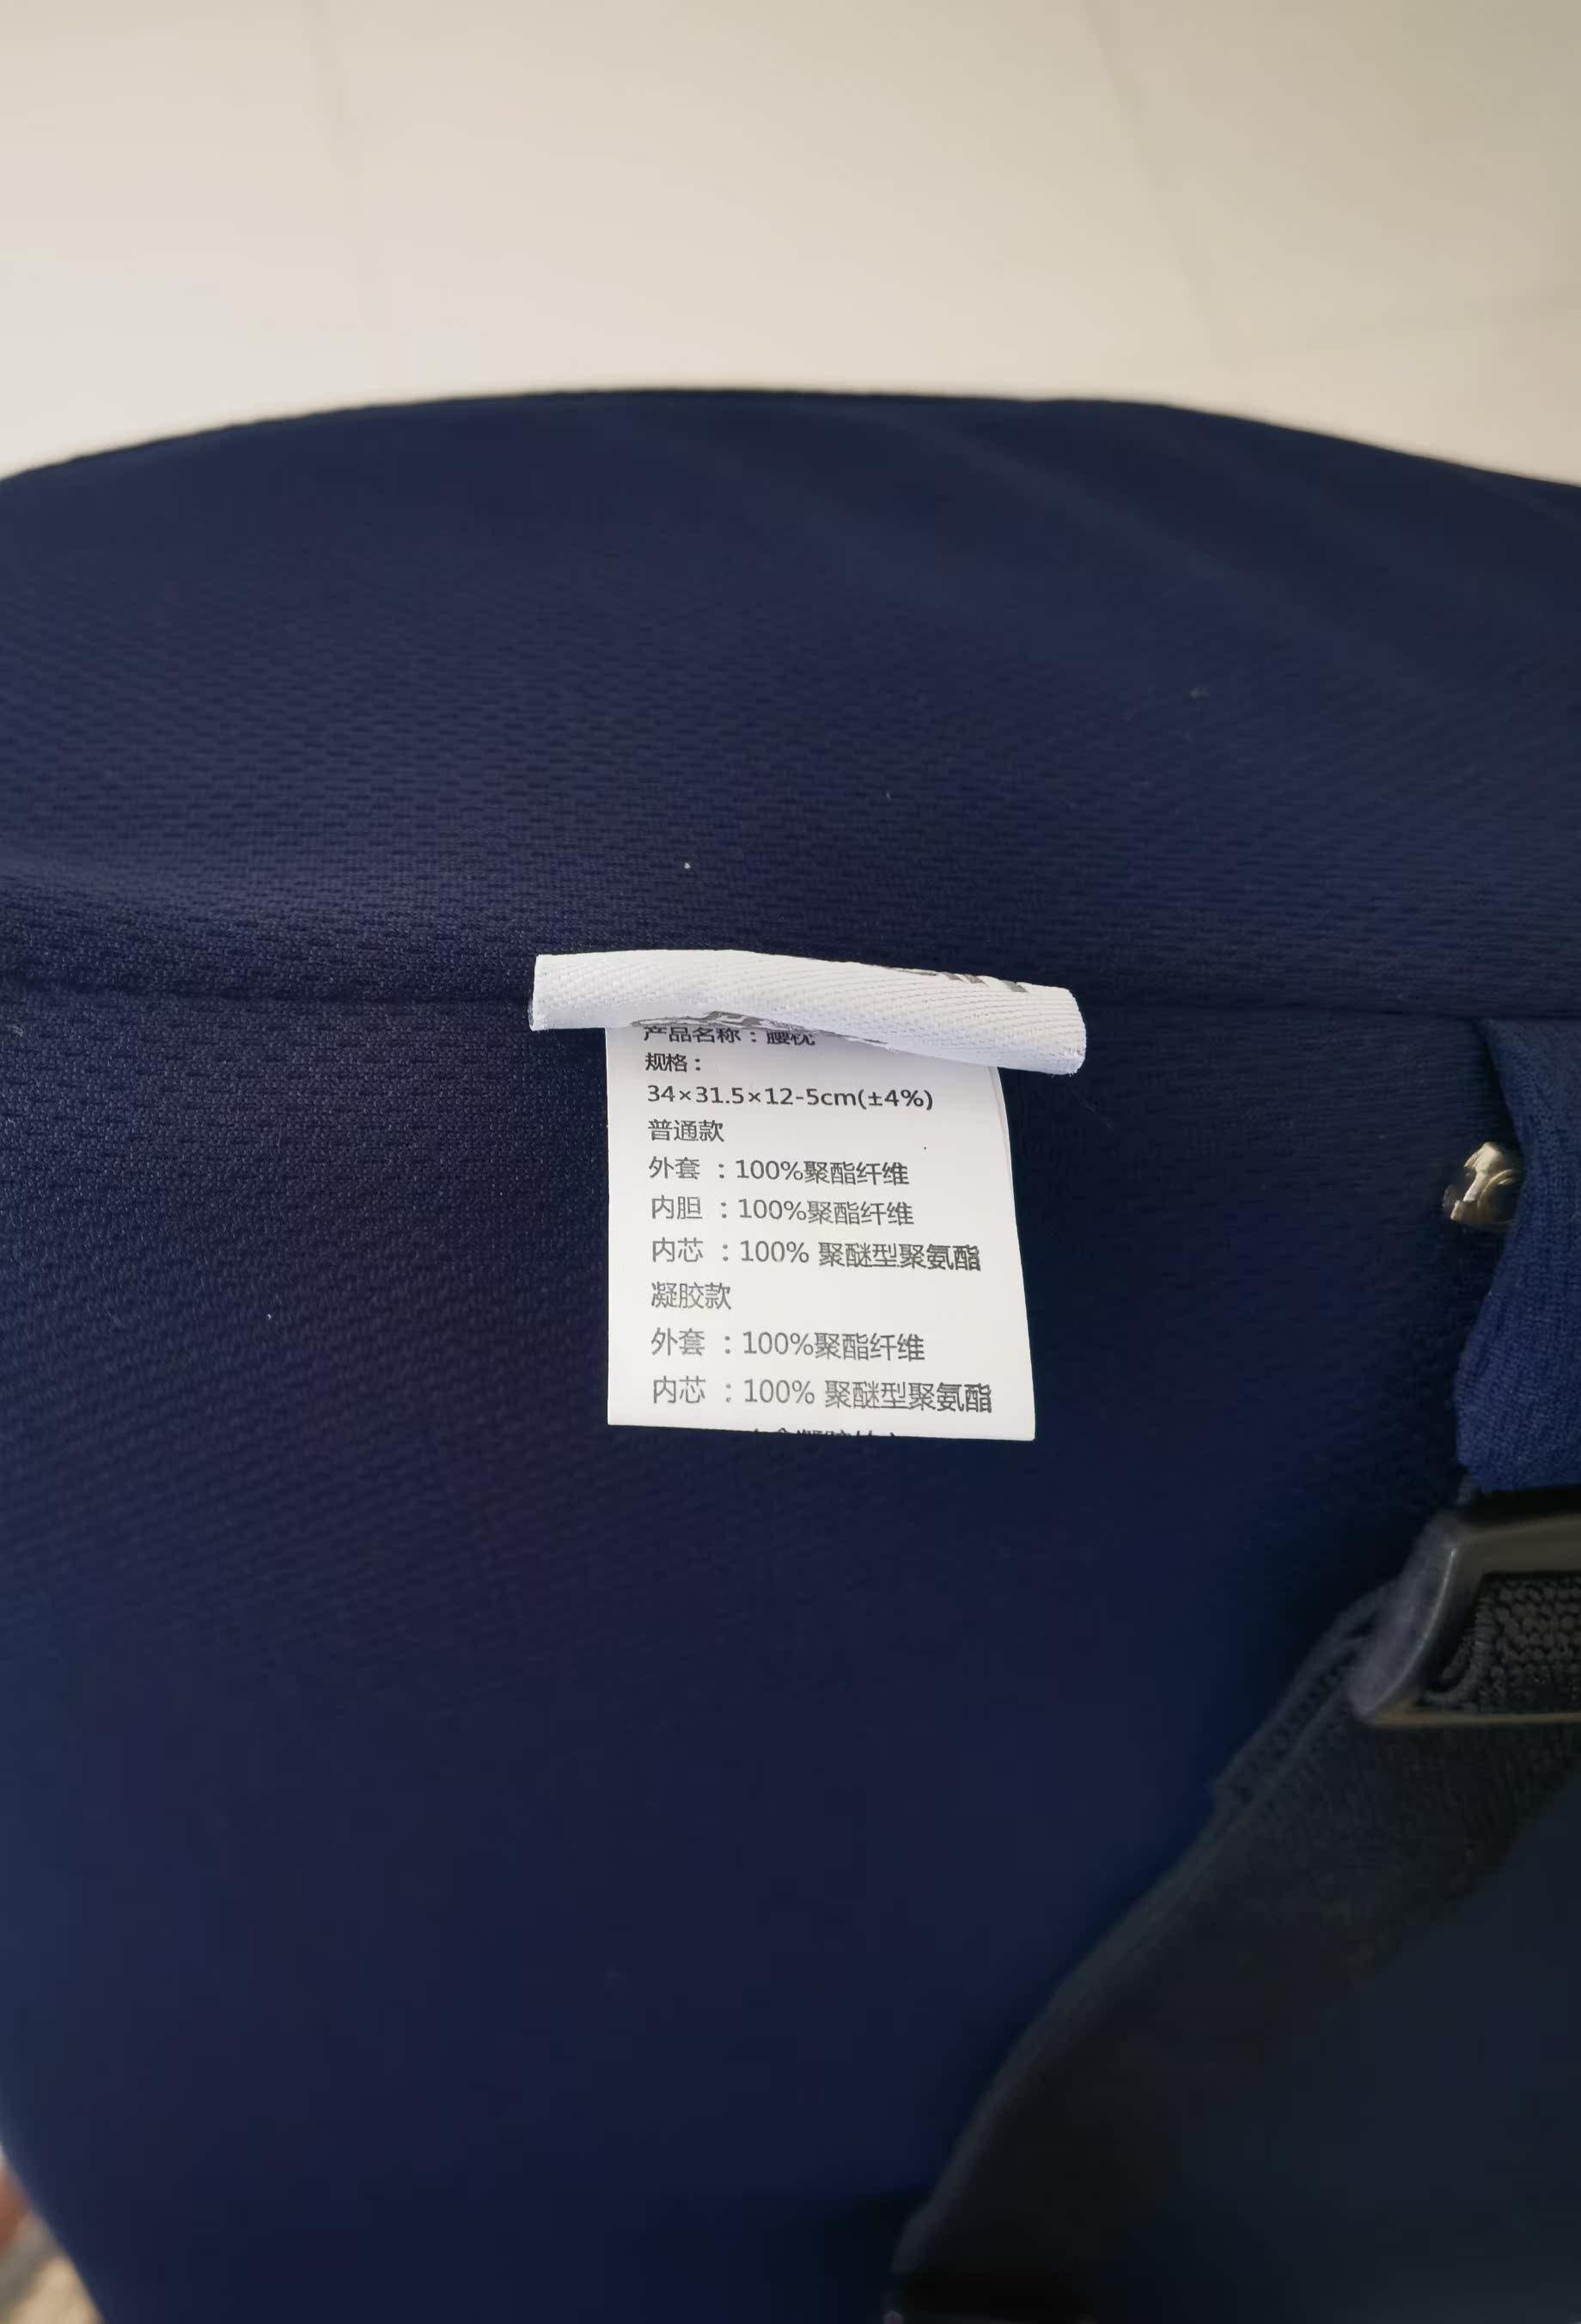 产品名称：腰枕
规格：
34×31.5×12-5cm(±4%)
普通款
外套：100%聚酯纤维
内胆：100%聚酯纤维
内芯：100% 聚醚型聚氨酯
凝胶款
外套：100%聚酯纤维
内芯：100% 聚醚型聚氨酯